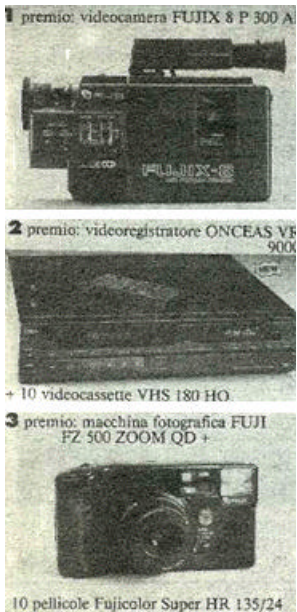 1 premio: videocamera FUJIX 8 P 300 A
FUJIX-8
2 premio: videoregistratore ONCEAS VR
9000
NEW
+ 10 videocassette VHS 180 HQ
3 premio: macchina fotografica FUJI
FZ 500 ZOOM QD +
10 pellicole Fujicolor Super HR 135/24